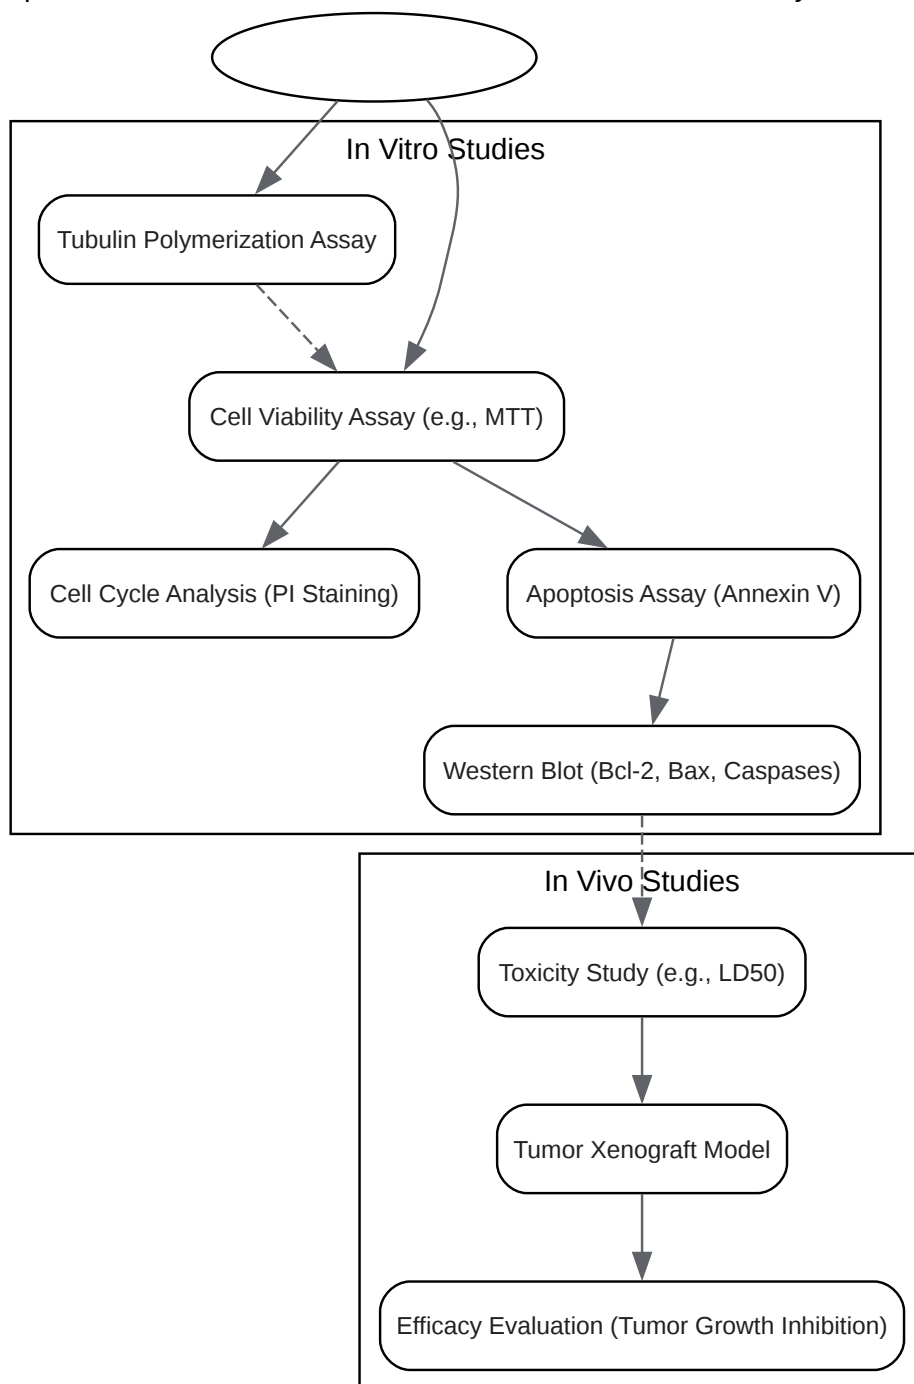 In Vitro Studies
Tubulin Polymerization Assay
Cell Viability Assay (e.g., MTT)
Cell Cycle Analysis (PI Staining)
Apoptosis Assay (Annexin V)
Western Blot (Bcl-2, Bax, Caspases)
In Vivo Studies
Toxicity Study (e.g., LD50)
Tumor Xenograft Model
Efficacy Evaluation (Tumor Growth Inhibition)